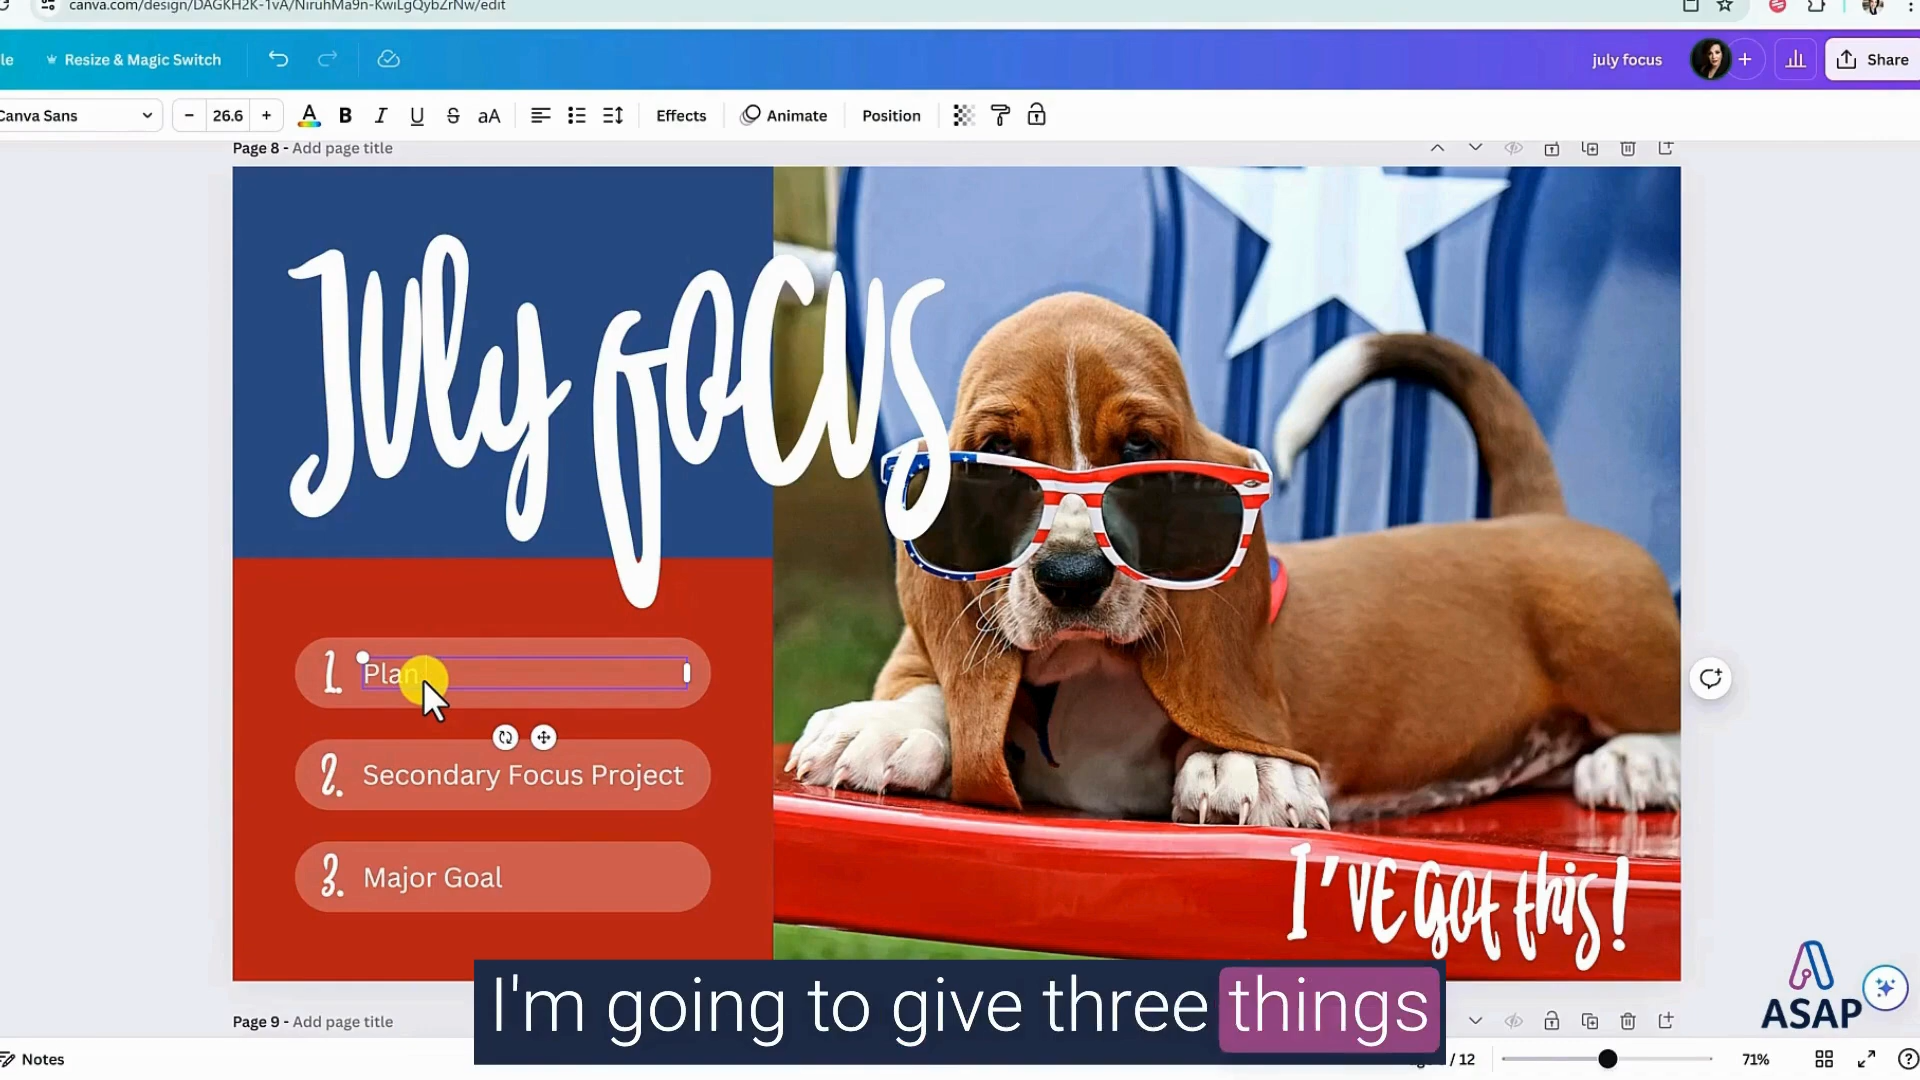 canva.com/design/DAGKH2K-1vA/NiruhMa9n-KwiLgQybZrNw/edit
le
Resize & Magic Switch
july focus
Share
Canva Sans
26.6
B
I
U
S
aA
Effects
Animate
Position
Page 8 - Add page title
July focus
1. Plan
2. Secondary Focus Project
3. Major Goal
I've got this!
ASAP
Page 9 - Add page title
I'm going to give three things
Notes
/ 12
71%